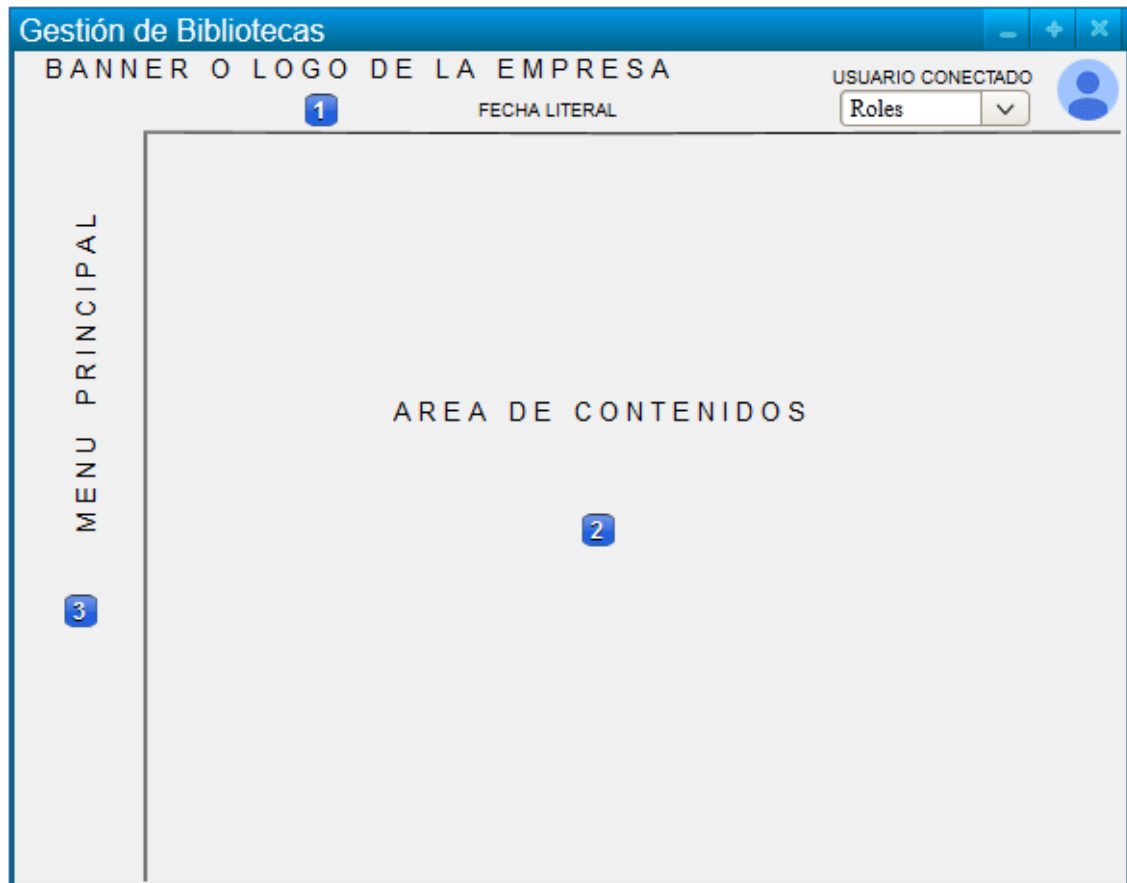 Gestión de Bibliotecas
BANNER O LOGO DE LA EMPRESA
USUARIO CONECTADO
1
FECHA LITERAL
Roles
MENU PRINCIPAL
AREA DE CONTENIDOS
2
3